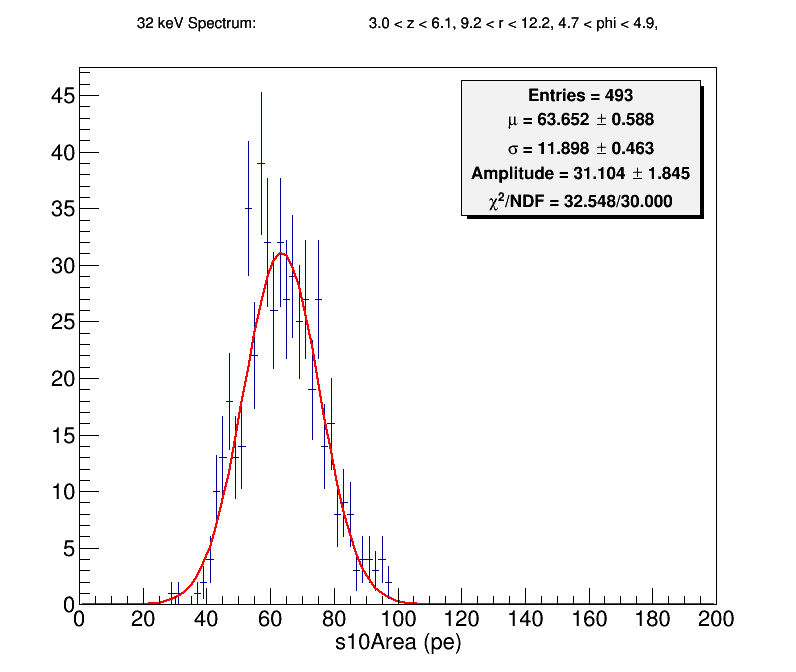 32 keV Spectrum: 3.0 < z < 6.1, 9.2 < r < 12.2, 4.7 < phi < 4.9,
Entries = 493
μ = 63.652 ± 0.588
σ = 11.898 ± 0.463
Amplitude = 31.104 ± 1.845
χ²/NDF = 32.548/30.000
45
40
35
30
25
20
15
10
5
0
0 20 40 60 80 100 120 140 160 180 200
s10Area (pe)